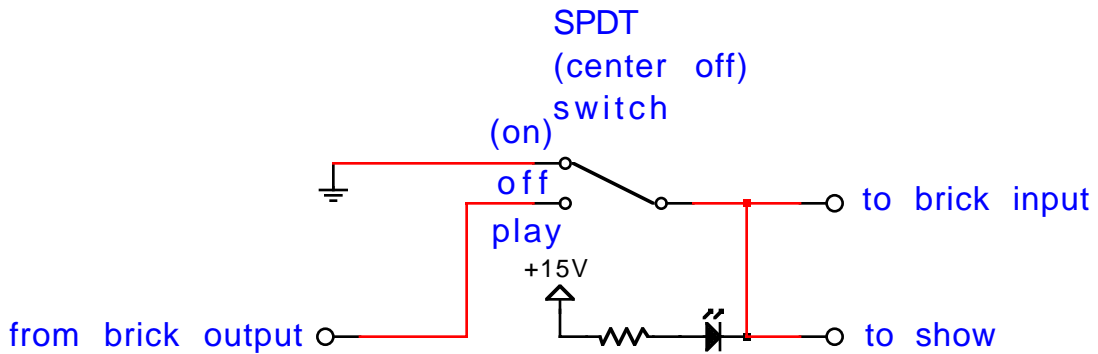 SPDT
(center off)
switch
(on)
off
play
to brick input
+15V
from brick output
to show